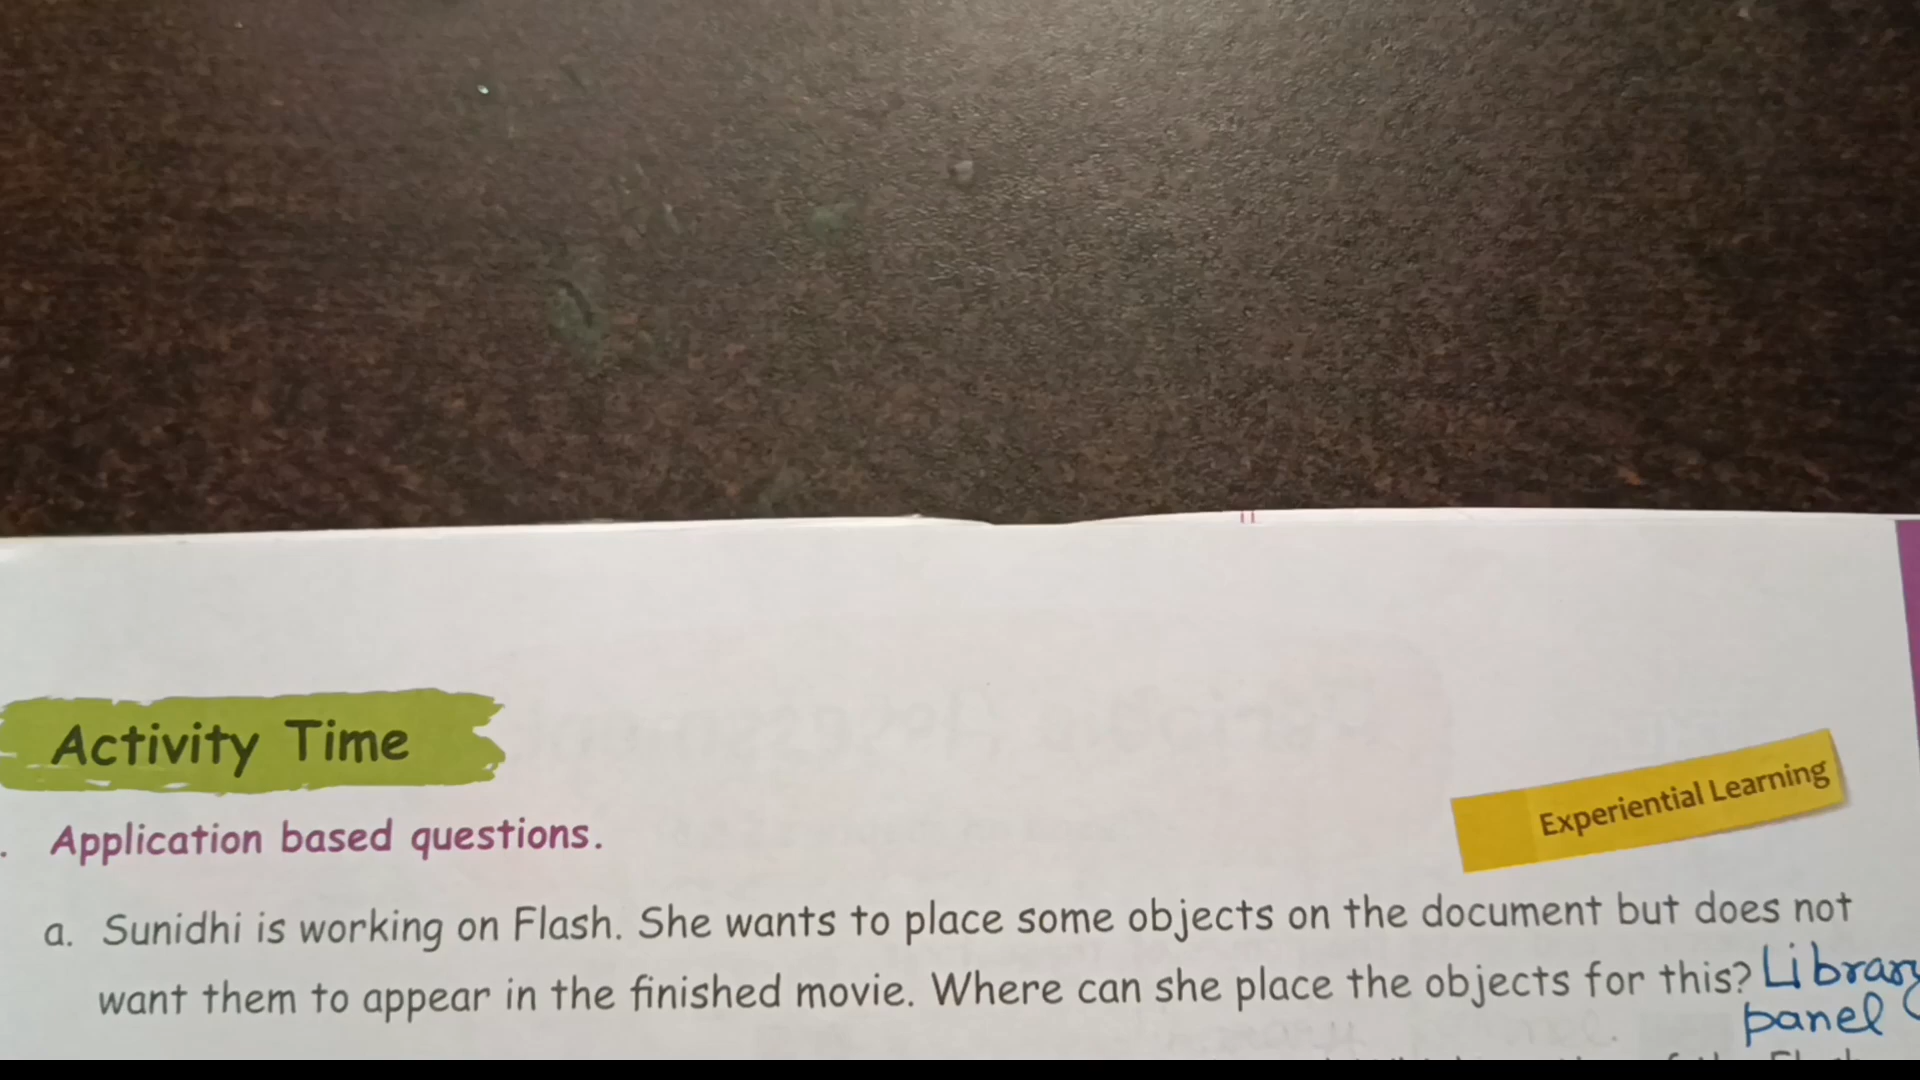 Activity Time
Experiential Learning
Application based questions.
a. Sunidhi is working on Flash. She wants to place some objects on the document but does not
want them to appear in the finished movie. Where can she place the objects for this? Library
panel